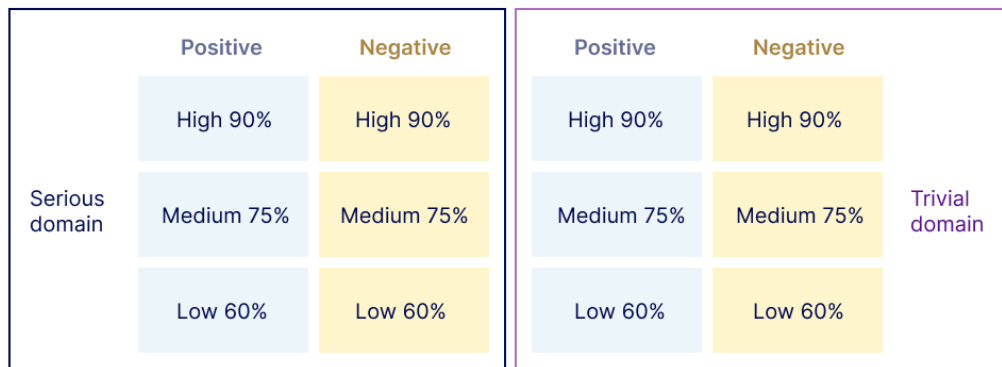 Positive Negative
High 90% High 90%
Serious
domain
Medium 75% Medium 75%
Low 60% Low 60%
Positive Negative
High 90% High 90%
Medium 75% Medium 75%
Trivial
domain
Low 60% Low 60%